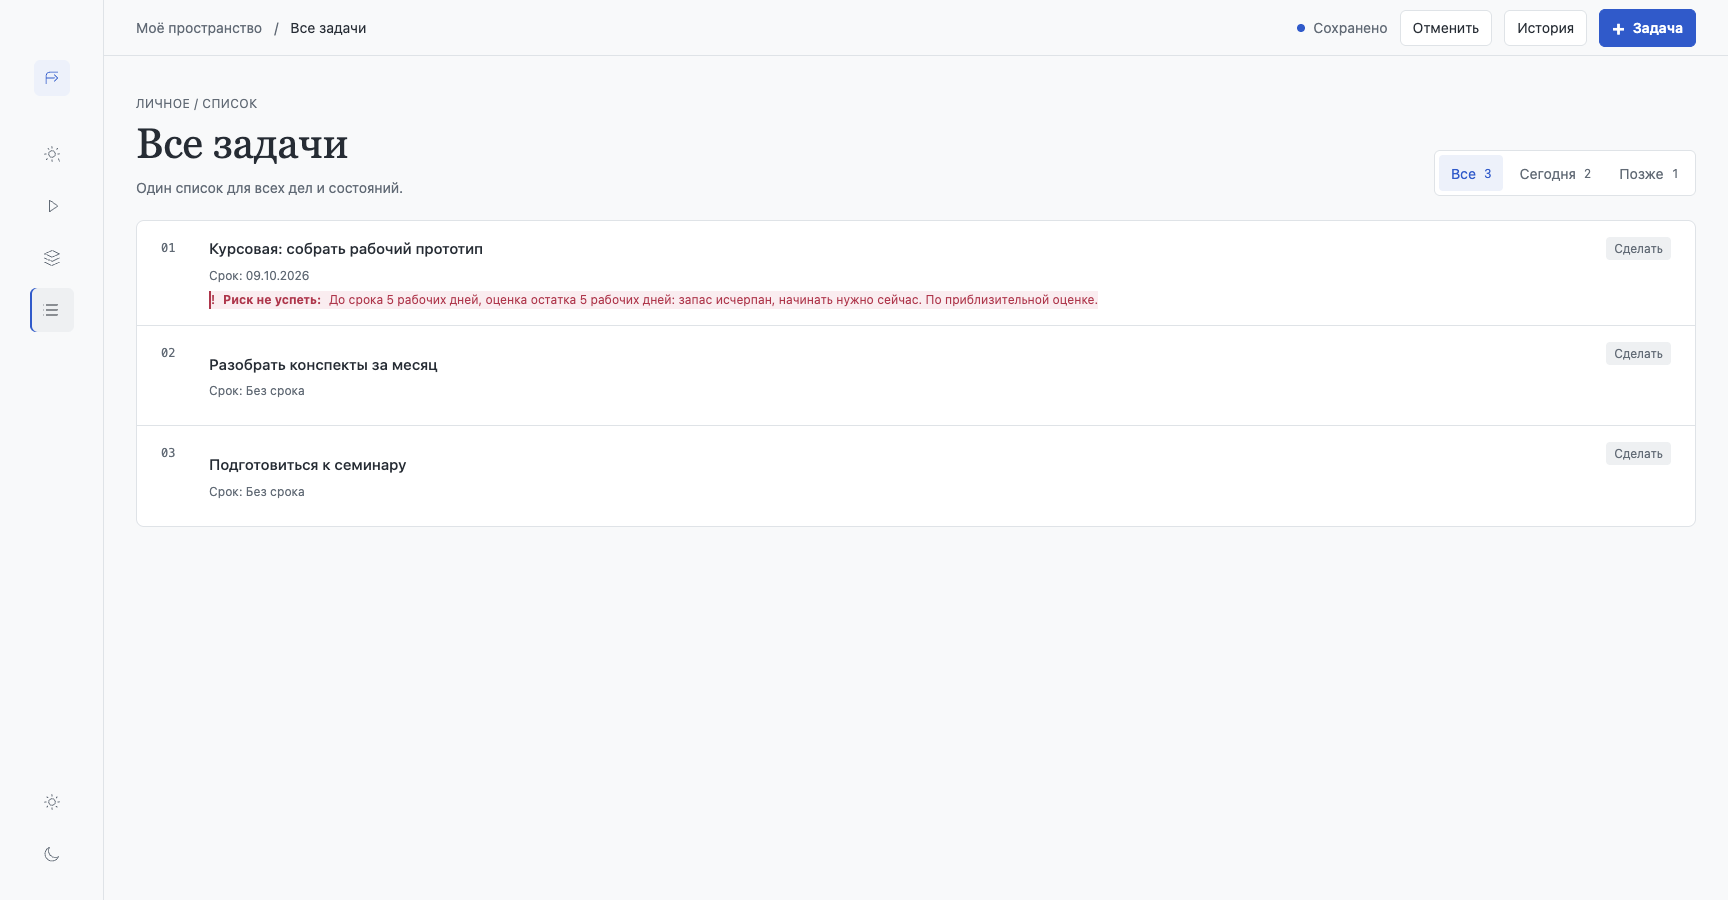 Моё пространство / Все задачи
Сохранено
Отменить
История
+ Задача
ЛИЧНОЕ / СПИСОК
Все задачи
Один список для всех дел и состояний.
Все 3
Сегодня 2
Позже 1
01
Курсовая: собрать рабочий прототип
Сделать
Срок: 09.10.2026
! Риск не успеть: До срока 5 рабочих дней, оценка остатка 5 рабочих дней: запас исчерпан, начинать нужно сейчас. По приблизительной оценке.
02
Разобрать конспекты за месяц
Сделать
Срок: Без срока
03
Подготовиться к семинару
Сделать
Срок: Без срока